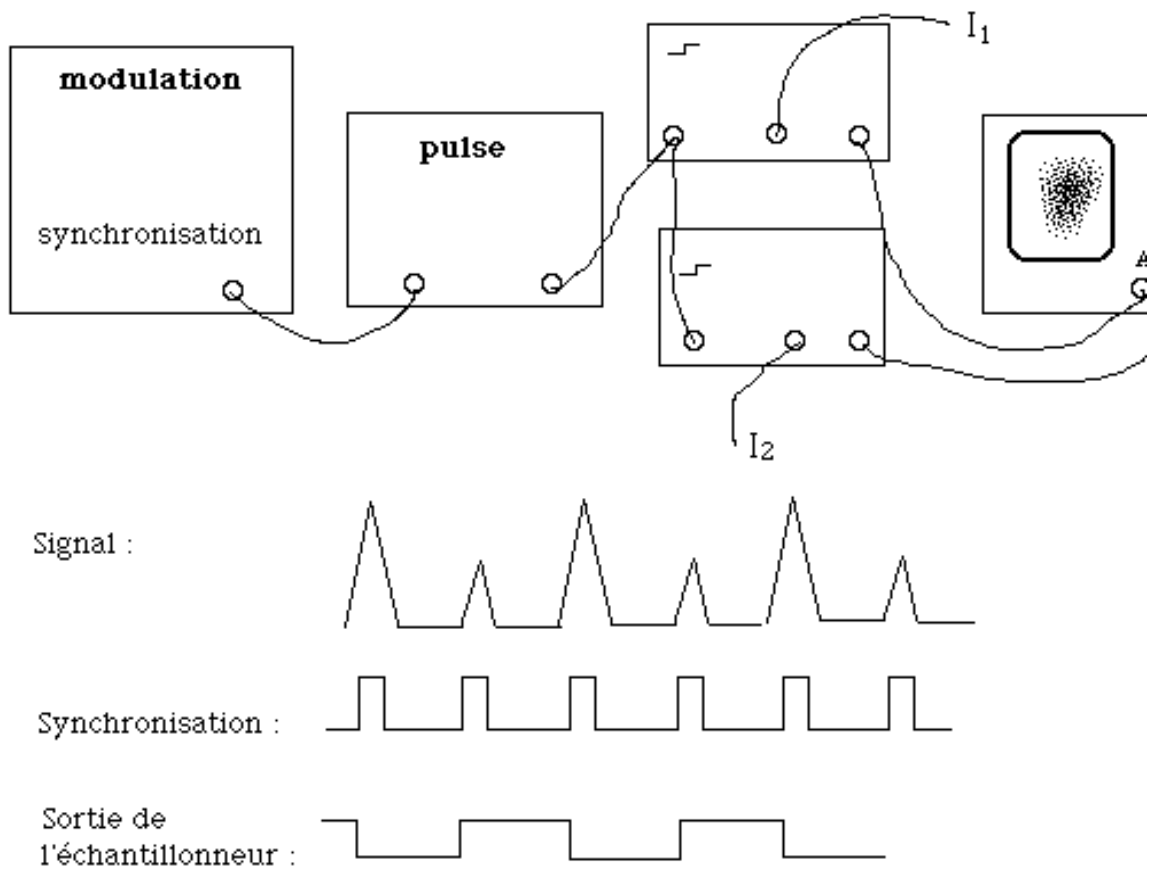 modulation
synchronisation
pulse
I1
A
I2
Signal :
Synchronisation :
Sortie de
l'échantillonneur :